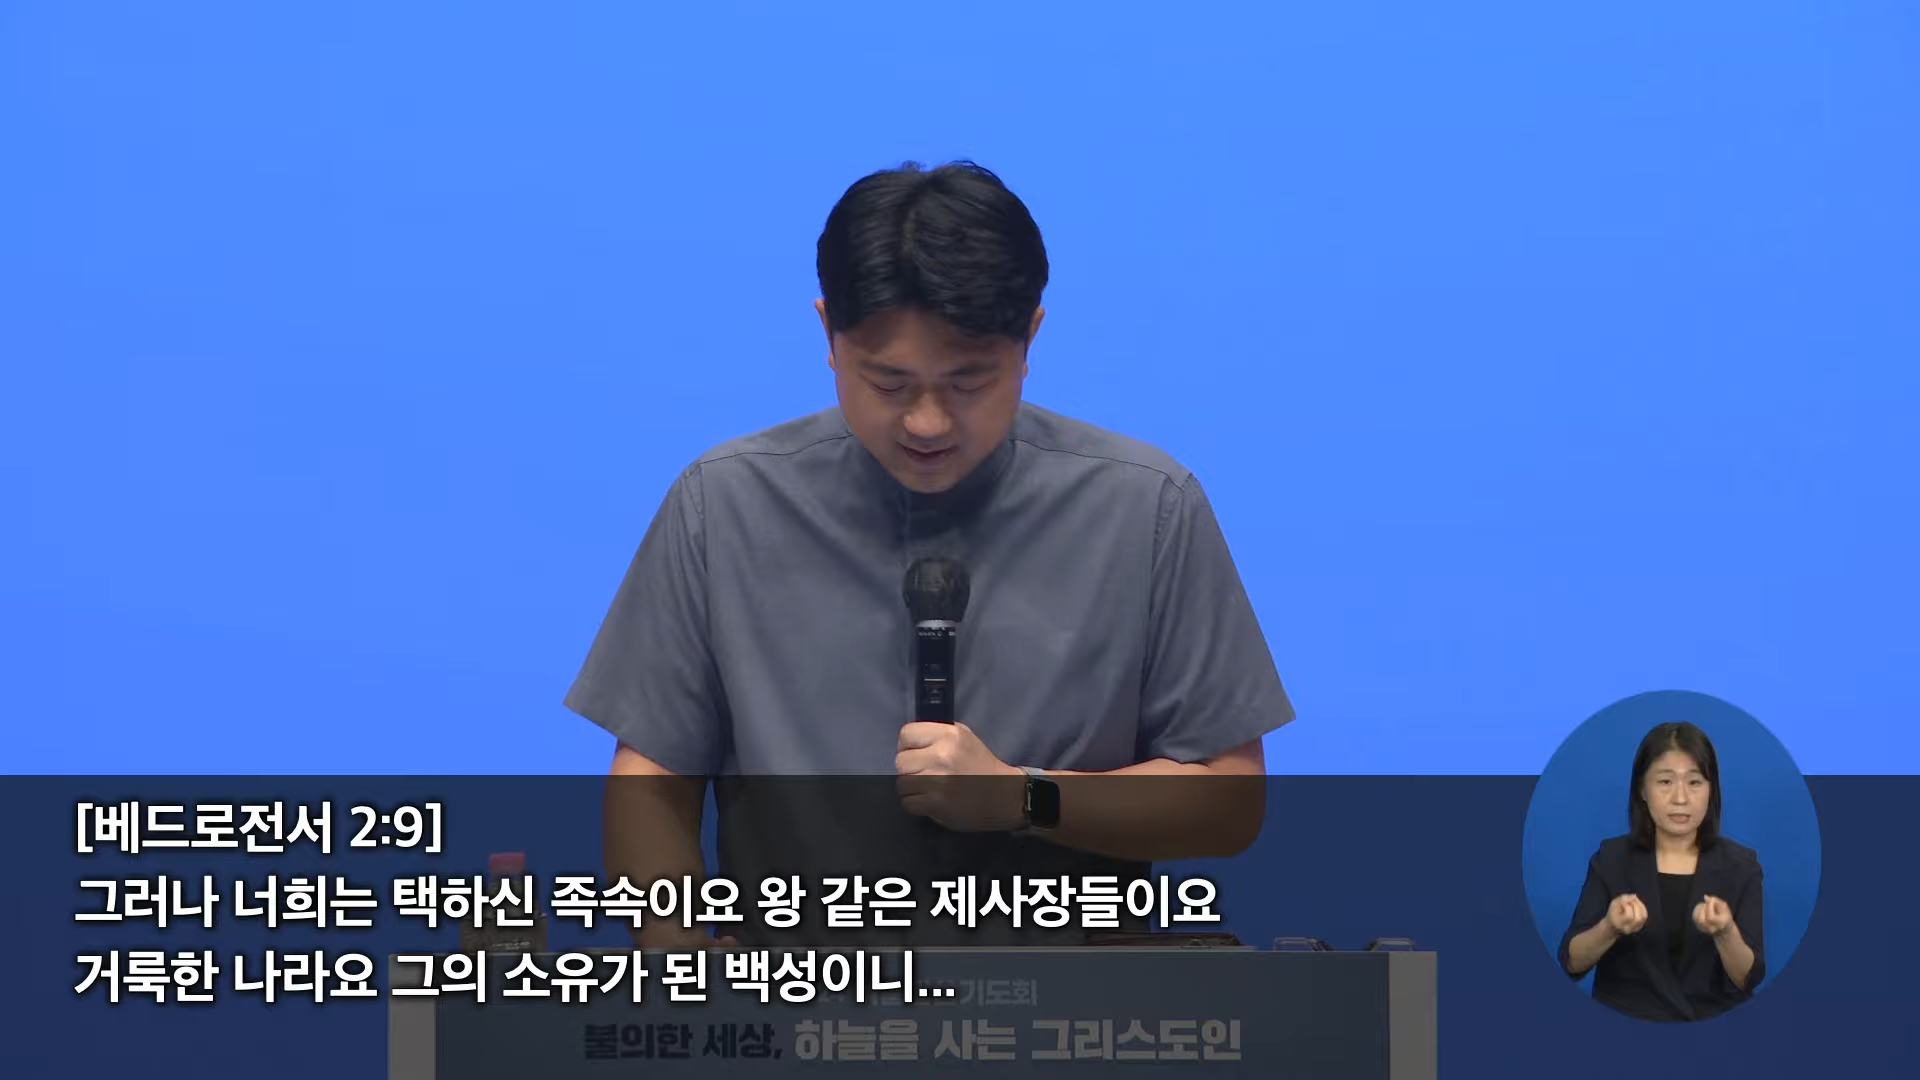 [베드로전서 2:9]
그러나 너희는 택하신 족속이요 왕 같은 제사장들이요
거룩한 나라요 그의 소유가 된 백성이니...
기도회
불의한 세상, 하늘을 사는 그리스도인